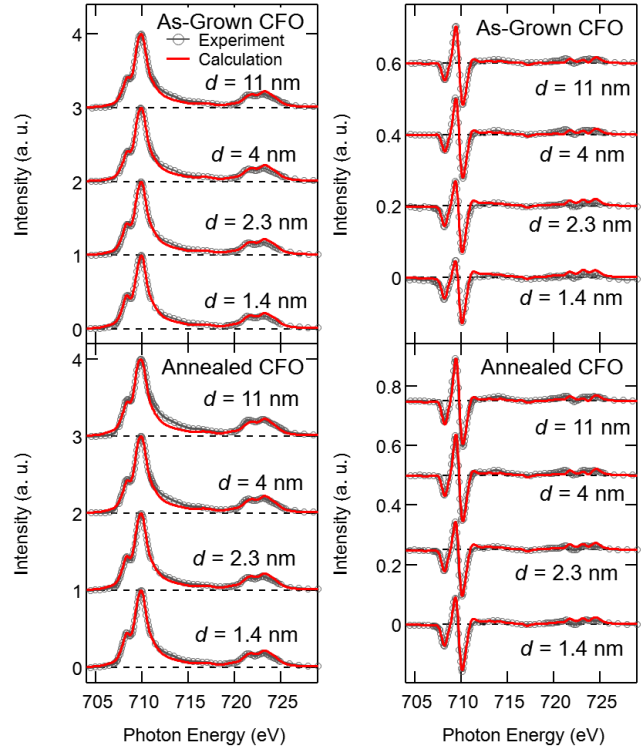 As-Grown CFO
Experiment
Calculation
d = 11 nm
d = 4 nm
d = 2.3 nm
d = 1.4 nm
4
3
2
1
0
Intensity (a. u.)
As-Grown CFO
d = 11 nm
d = 4 nm
d = 2.3 nm
d = 1.4 nm
0.6
0.4
0.2
0
Intensity (a. u.)
Annealed CFO
d = 11 nm
d = 4 nm
d = 2.3 nm
d = 1.4 nm
4
3
2
1
0
Intensity (a. u.)
705 710 715 720 725
Photon Energy (eV)
Annealed CFO
d = 11 nm
d = 4 nm
d = 2.3 nm
d = 1.4 nm
0.8
0.6
0.4
0.2
0
Intensity (a. u.)
705 710 715 720 725
Photon Energy (eV)